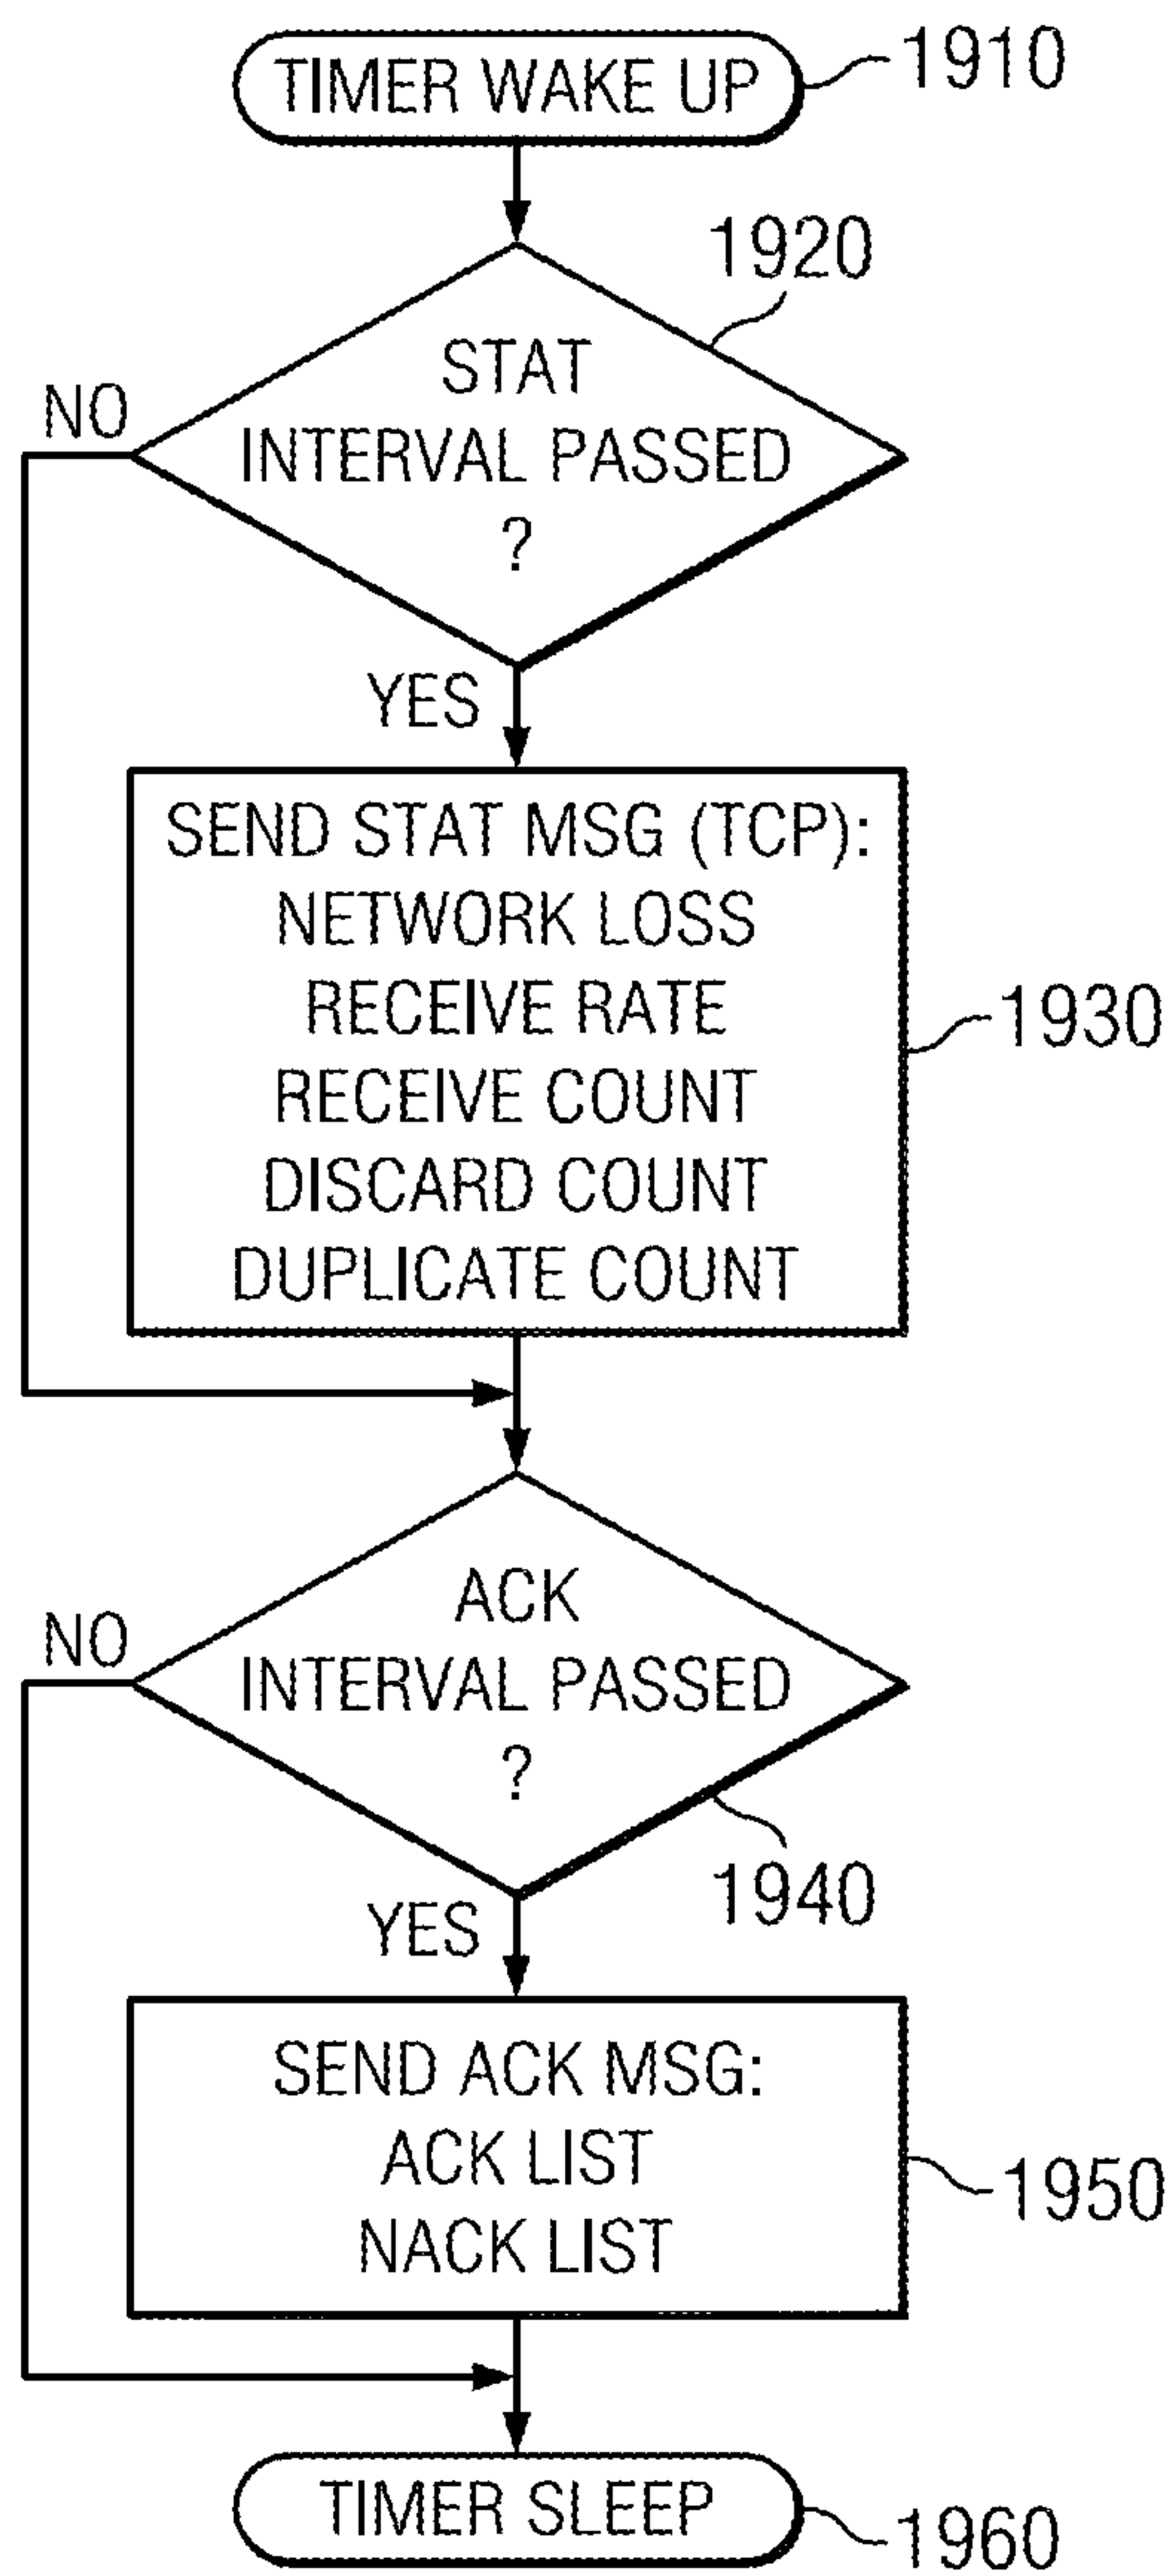 TIMER WAKE UP
1910
1920
STAT
INTERVAL PASSED
?
NO
YES
SEND STAT MSG (TCP):
NETWORK LOSS
RECEIVE RATE
RECEIVE COUNT
DISCARD COUNT
DUPLICATE COUNT
1930
ACK
INTERVAL PASSED
?
NO
1940
YES
SEND ACK MSG:
ACK LIST
NACK LIST
1950
TIMER SLEEP
1960